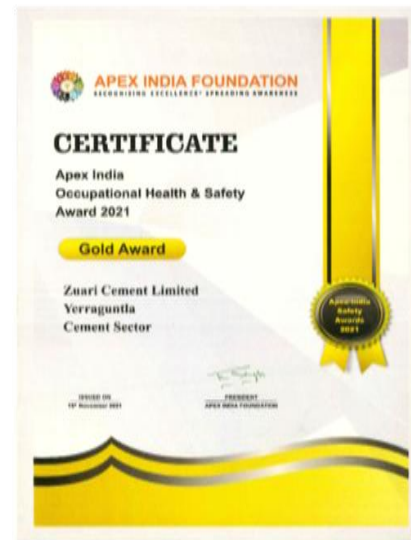 APEX INDIA FOUNDATION
RECOGNISING EXCELLENCE* SPREADING AWARENESS
CERTIFICATE
Apex India
Occupational Health & Safety
Award 2021
Gold Award
Zuari Cement Limited
Yerraguntla
Cement Sector
Apex India
Safety
Awards
2021
ISSUED ON
November 2021
PRESIDENT
APEX INDIA FOUNDATION